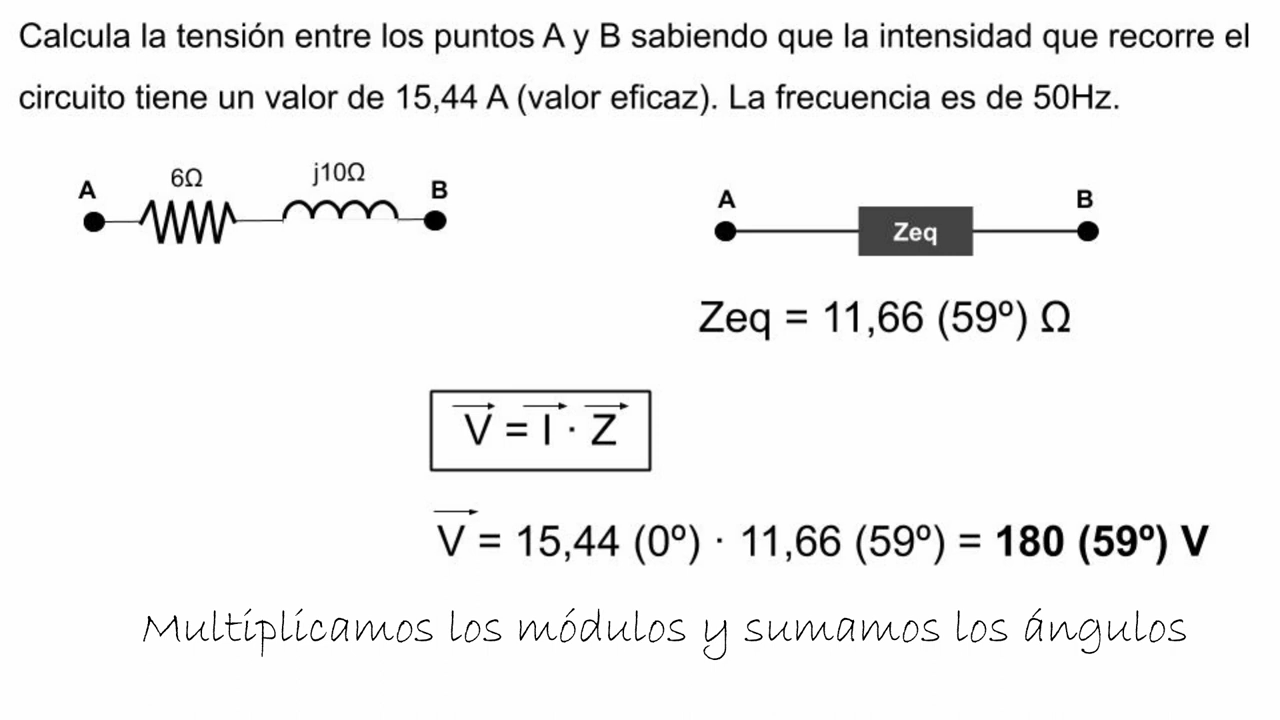 Calcula la tensión entre los puntos A y B sabiendo que la intensidad que recorre el
circuito tiene un valor de 15,44 A (valor eficaz). La frecuencia es de 50Hz.
A 6Ω j10Ω B
A Zeq B
Zeq = 11,66 (59º) Ω
V = I · Z
V = 15,44 (0º) · 11,66 (59º) = 180 (59º) V
Multiplicamos los módulos y sumamos los ángulos